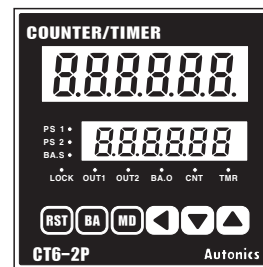 COUNTER/TIMER
8.8.8.8.8.8.
PS 1
PS 2
BA.S
8.8.8.8.8.8
LOCK OUT1 OUT2 BA.O CNT TMR
RST BA MD
CT6-2P Autonics